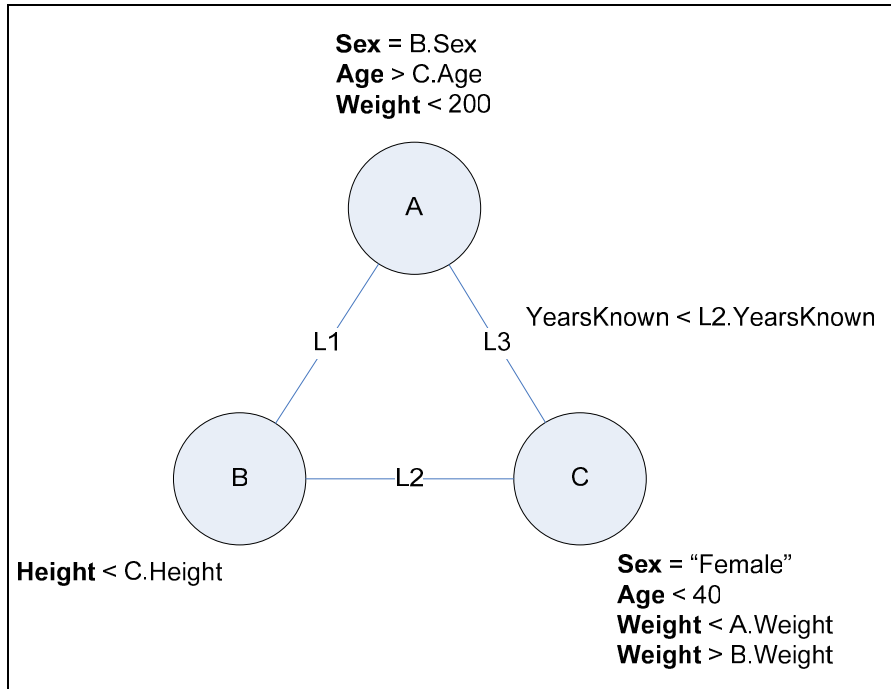 Sex = B.Sex
Age > C.Age
Weight < 200
A
YearsKnown < L2.YearsKnown
L1
L3
B
L2
C
Height < C.Height
Sex = “Female”
Age < 40
Weight < A.Weight
Weight > B.Weight